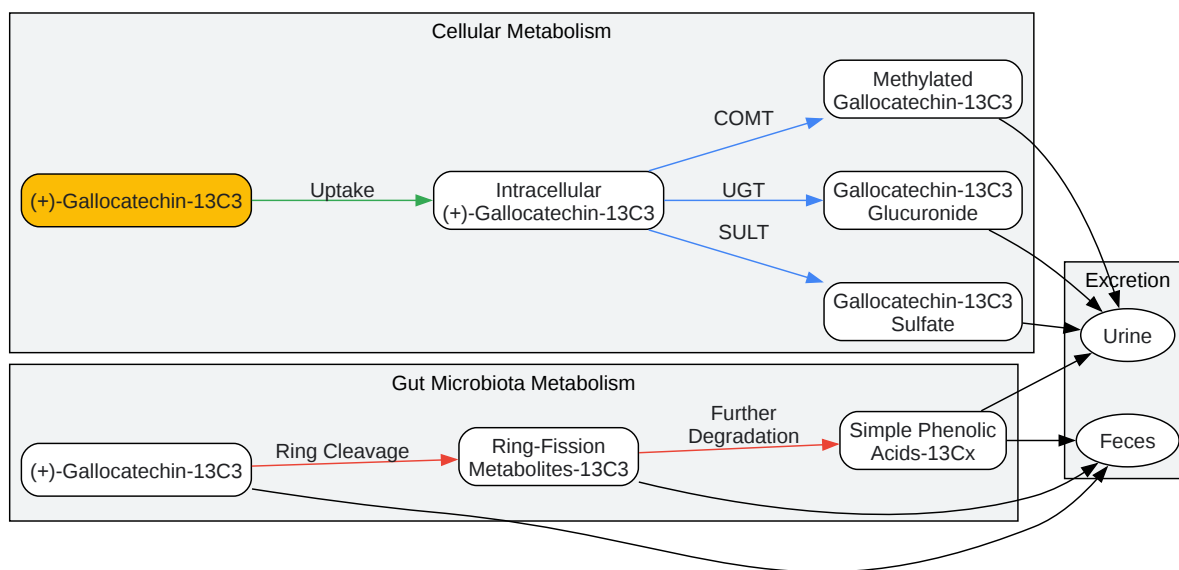 Cellular Metabolism
(+)-Gallocatechin-13C3
Uptake
Intracellular
(+)-Gallocatechin-13C3
COMT
UGT
SULT
Methylated
Gallocatechin-13C3
Gallocatechin-13C3
Glucuronide
Gallocatechin-13C3
Sulfate
Gut Microbiota Metabolism
(+)-Gallocatechin-13C3
Ring Cleavage
Ring-Fission
Metabolites-13C3
Further
Degradation
Simple Phenolic
Acids-13Cx
Excretion
Urine
Feces